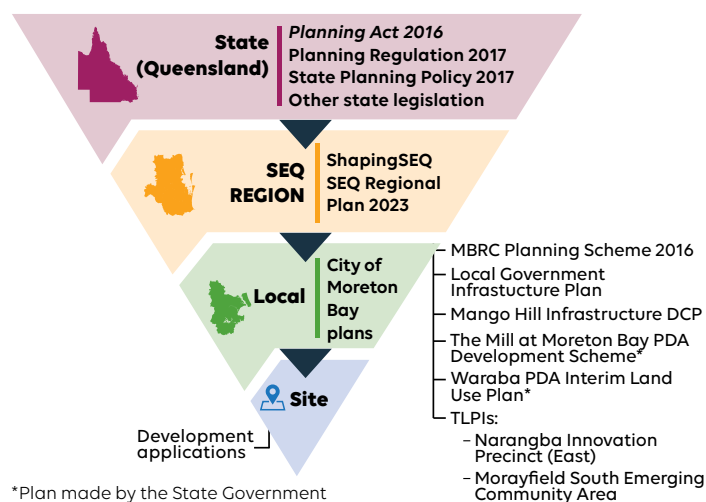 State
(Queensland)
Planning Act 2016
Planning Regulation 2017
State Planning Policy 2017
Other state legislation
SEQ
REGION
ShapingSEQ
SEQ Regional
Plan 2023
Local
City of
Moreton
Bay
plans
MBRC Planning Scheme 2016
Local Government
Infrastucture Plan
Mango Hill Infrastructure DCP
The Mill at Moreton Bay PDA
Development Scheme*
Waraba PDA Interim Land
Use Plan*
TLPIs:
– Narangba Innovation
Precinct (East)
– Morayfield South Emerging
Community Area
Site
Development
applications
*Plan made by the State Government